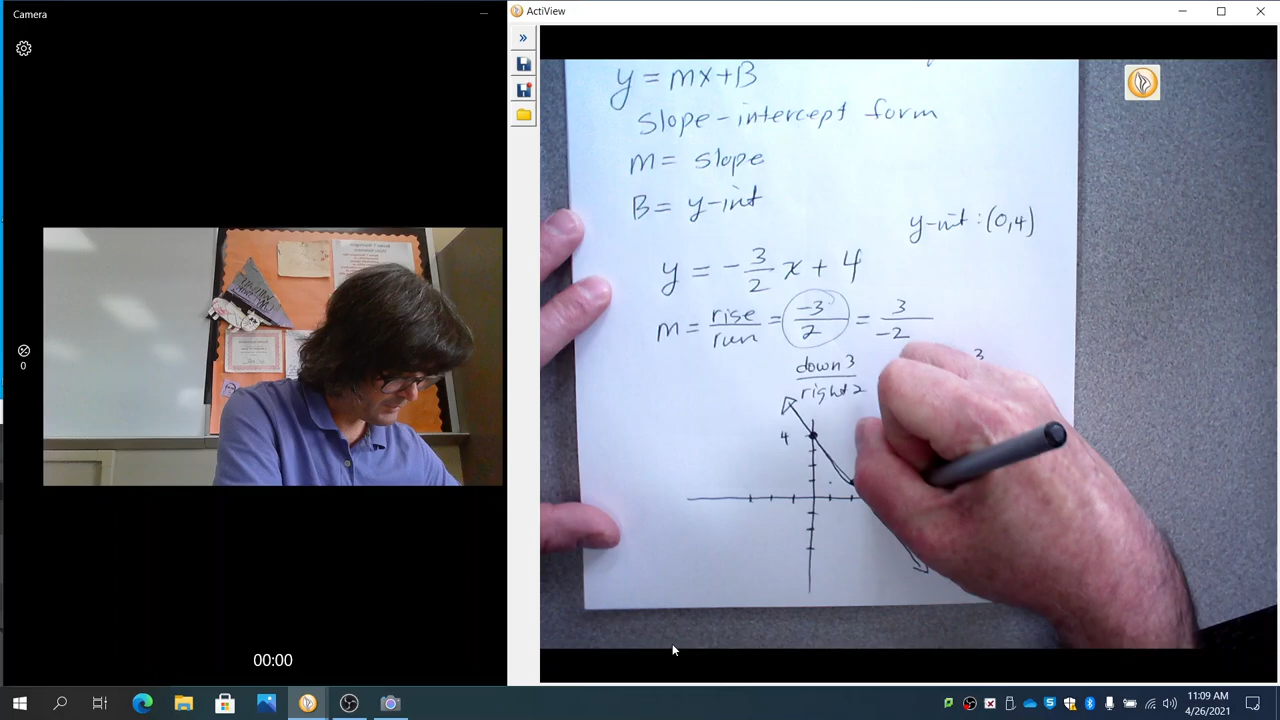 Camera
ActiView
y = mx+B
slope-intercept form
m = slope
B = y-int
y-int : (0,4)
y = -3/2 x + 4
m = rise/run = -3/2 = 3/-2
down 3
right 2
3
4
0
00:00
11:09 AM
4/26/2021